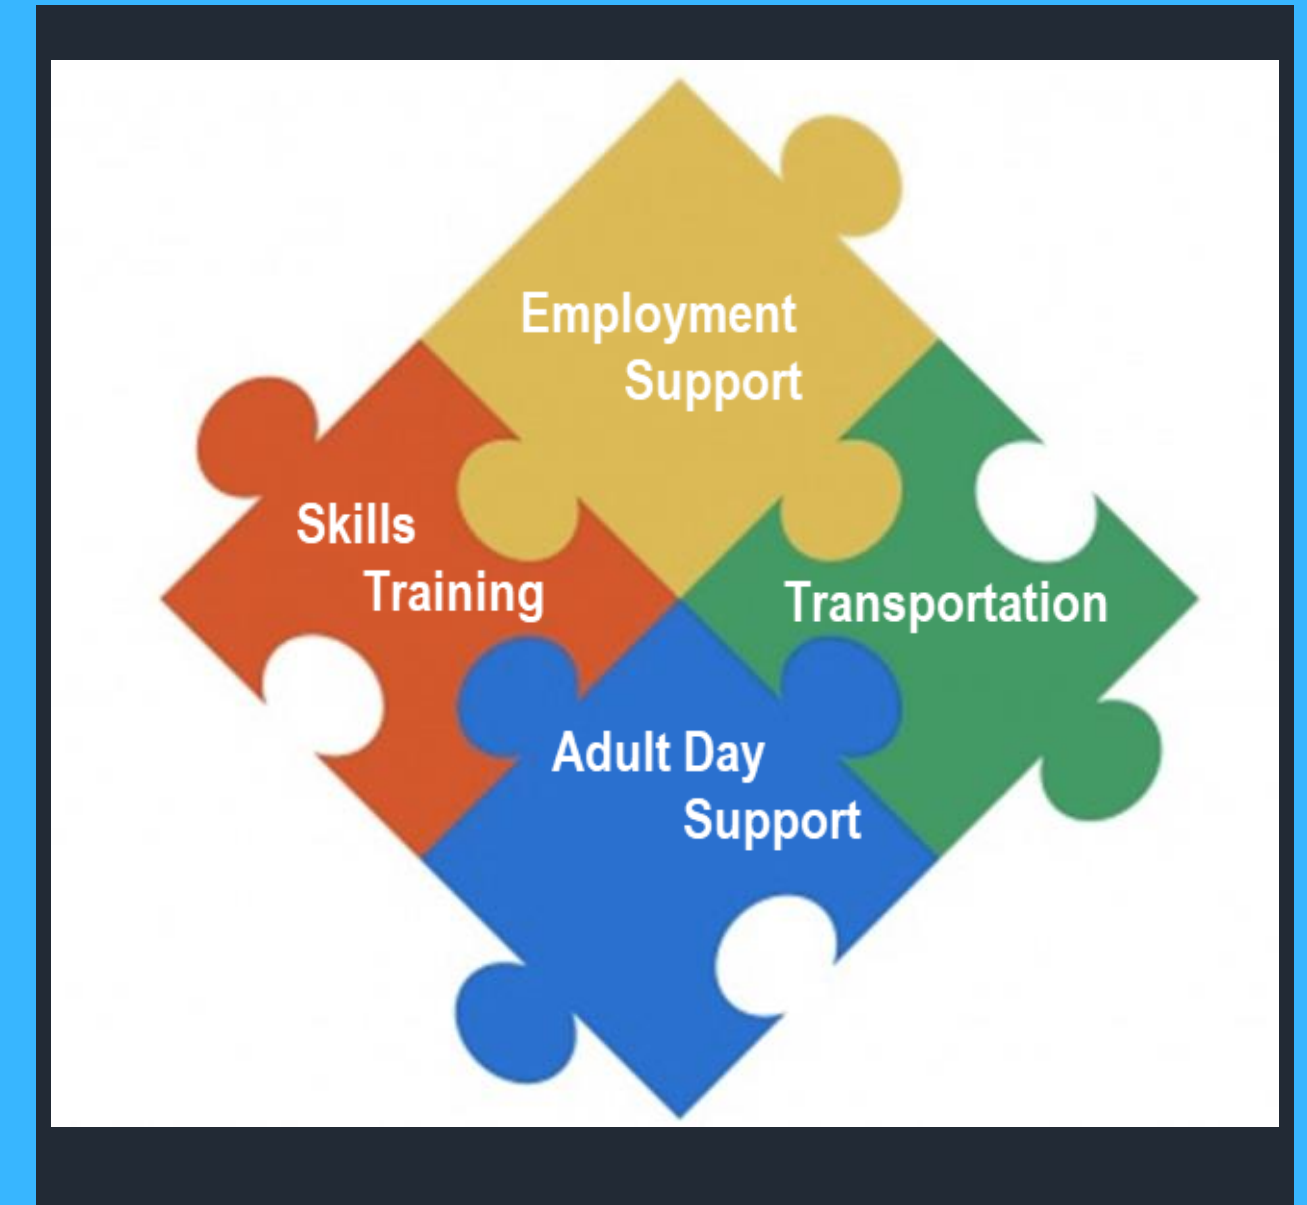 Employment
Support
Skills
Training
Transportation
Adult Day
Support